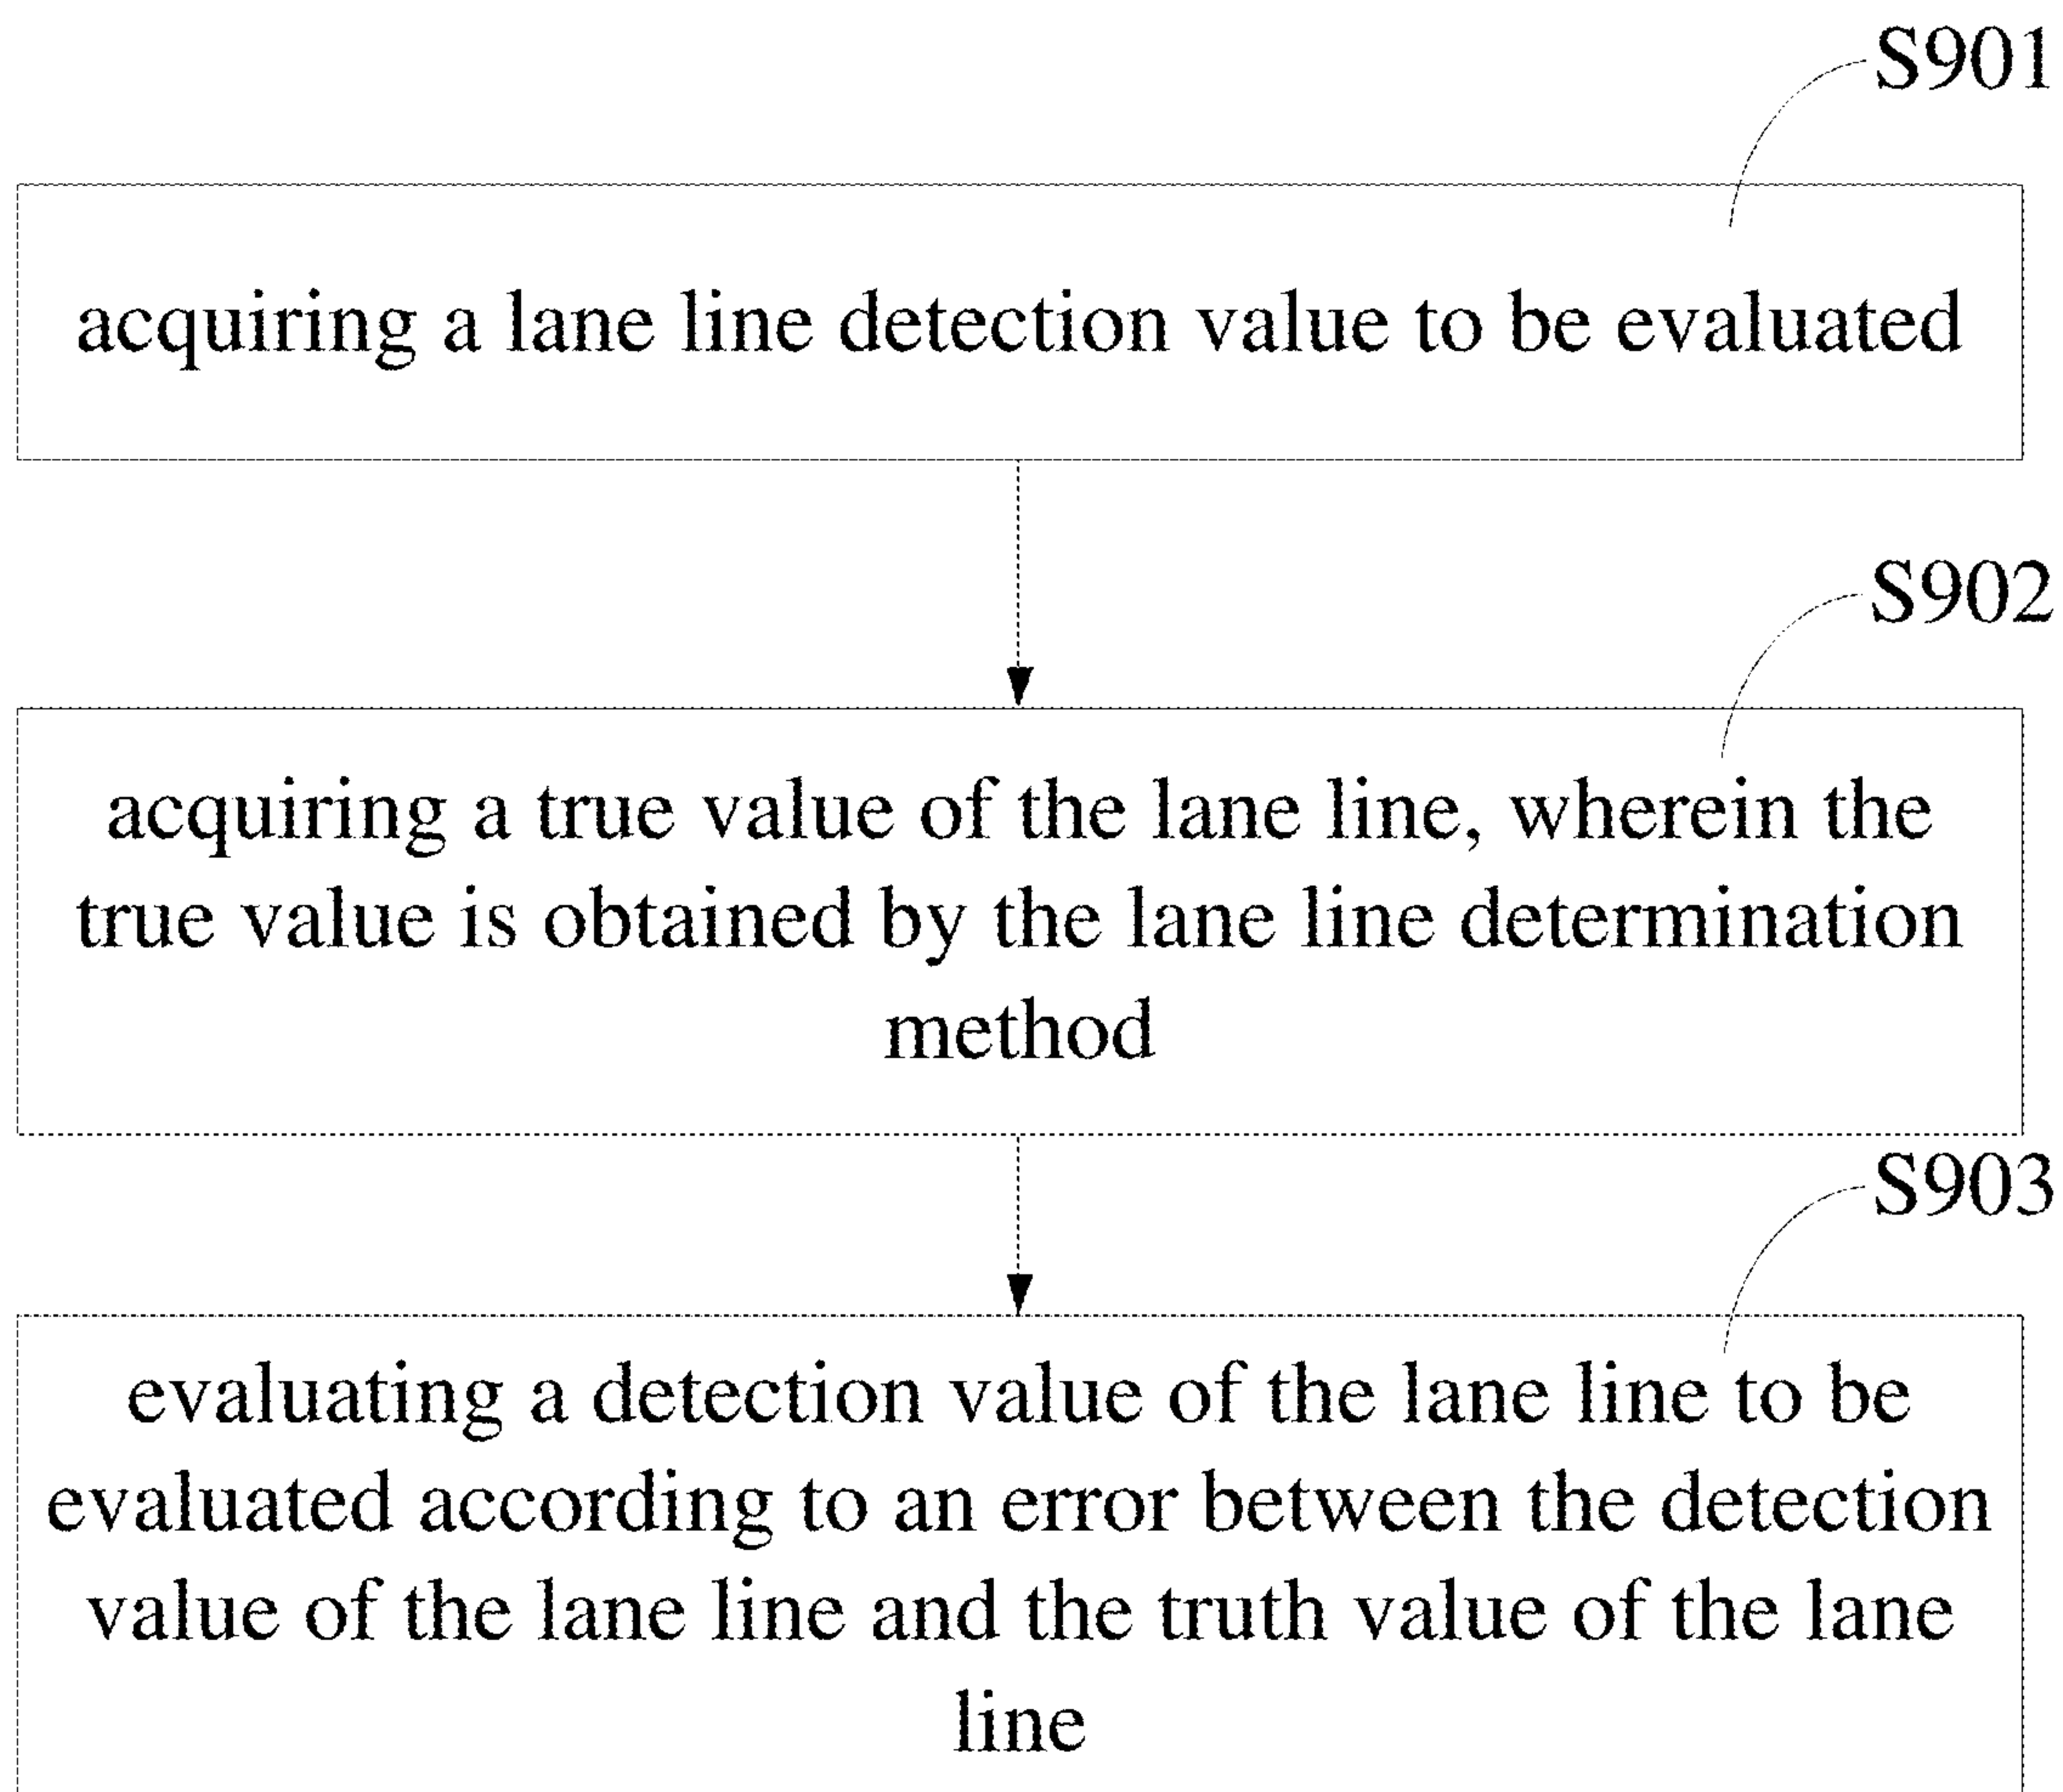 S901
acquiring a lane line detection value to be evaluated
S902
acquiring a true value of the lane line, wherein the
true value is obtained by the lane line determination
method
S903
evaluating a detection value of the lane line to be
evaluated according to an error between the detection
value of the lane line and the truth value of the lane
line